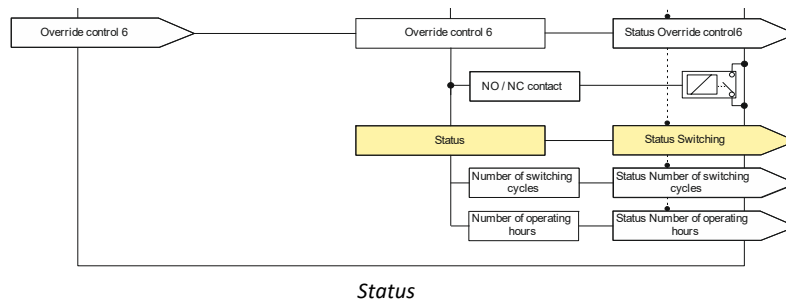 Override control 6
Override control 6
Status Override control6
NO / NC contact
Status
Status Switching
Number of switching
cycles
Status Number of switching
cycles
Number of operating
hours
Status Number of operating
hours
Status